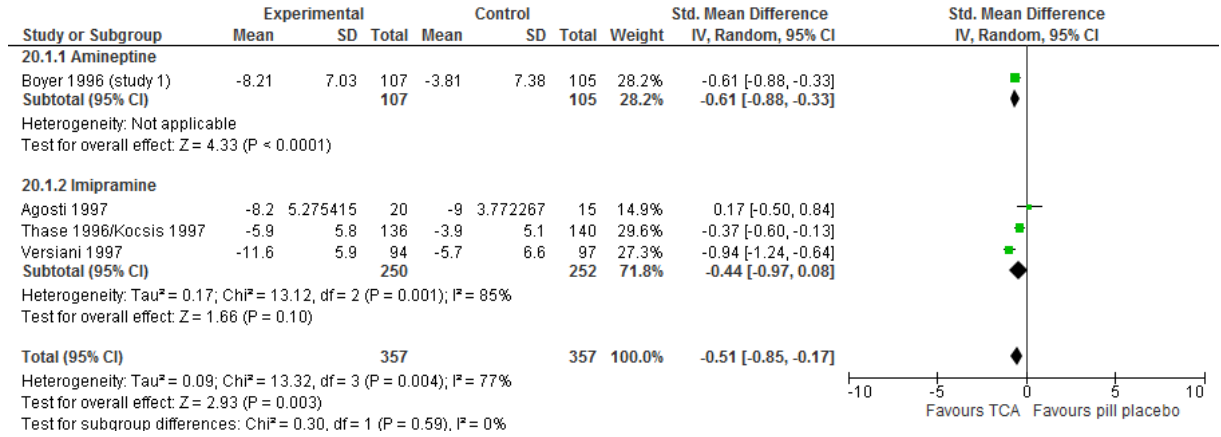 Experimental Control Std. Mean Difference Std. Mean Difference
Study or Subgroup Mean SD Total Mean SD Total Weight IV, Random, 95% CI IV, Random, 95% CI
20.1.1 Amineptine
Boyer 1996 (study 1) -8.21 7.03 107 -3.81 7.38 105 28.2% -0.61 [-0.88, -0.33]
Subtotal (95% CI) 107 105 28.2% -0.61 [-0.88, -0.33]
Heterogeneity: Not applicable
Test for overall effect: Z = 4.33 (P < 0.0001)
20.1.2 Imipramine
Agosti 1997 -8.2 5.275415 20 -9 3.772267 15 14.9% 0.17 [-0.50, 0.84]
Thase 1996/Kocsis 1997 -5.9 5.8 136 -3.9 5.1 140 29.6% -0.37 [-0.60, -0.13]
Versiani 1997 -11.6 5.9 94 -5.7 6.6 97 27.3% -0.94 [-1.24, -0.64]
Subtotal (95% CI) 250 252 71.8% -0.44 [-0.97, 0.08]
Heterogeneity: Tau² = 0.17; Chi² = 13.12, df = 2 (P = 0.001); I² = 85%
Test for overall effect: Z = 1.66 (P = 0.10)
Total (95% CI) 357 357 100.0% -0.51 [-0.85, -0.17]
Heterogeneity: Tau² = 0.09; Chi² = 13.32, df = 3 (P = 0.004); I² = 77%
Test for overall effect: Z = 2.93 (P = 0.003)
Test for subgroup differences: Chi² = 0.30, df = 1 (P = 0.59), I² = 0%
-10 -5 0 5 10
Favours TCA Favours pill placebo